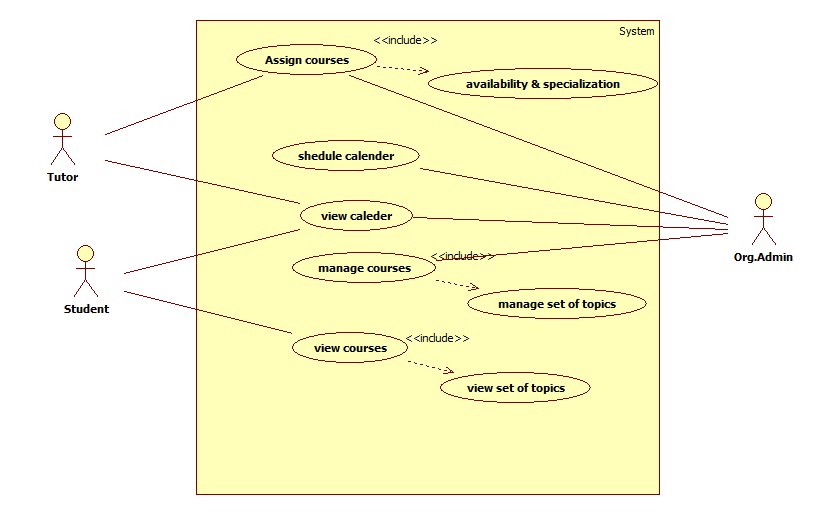 System
<<include>>
Assign courses
availability & specialization
shedule calender
Tutor
view caleder
Org.Admin
<<include>>
manage courses
manage set of topics
Student
<<include>>
view courses
view set of topics